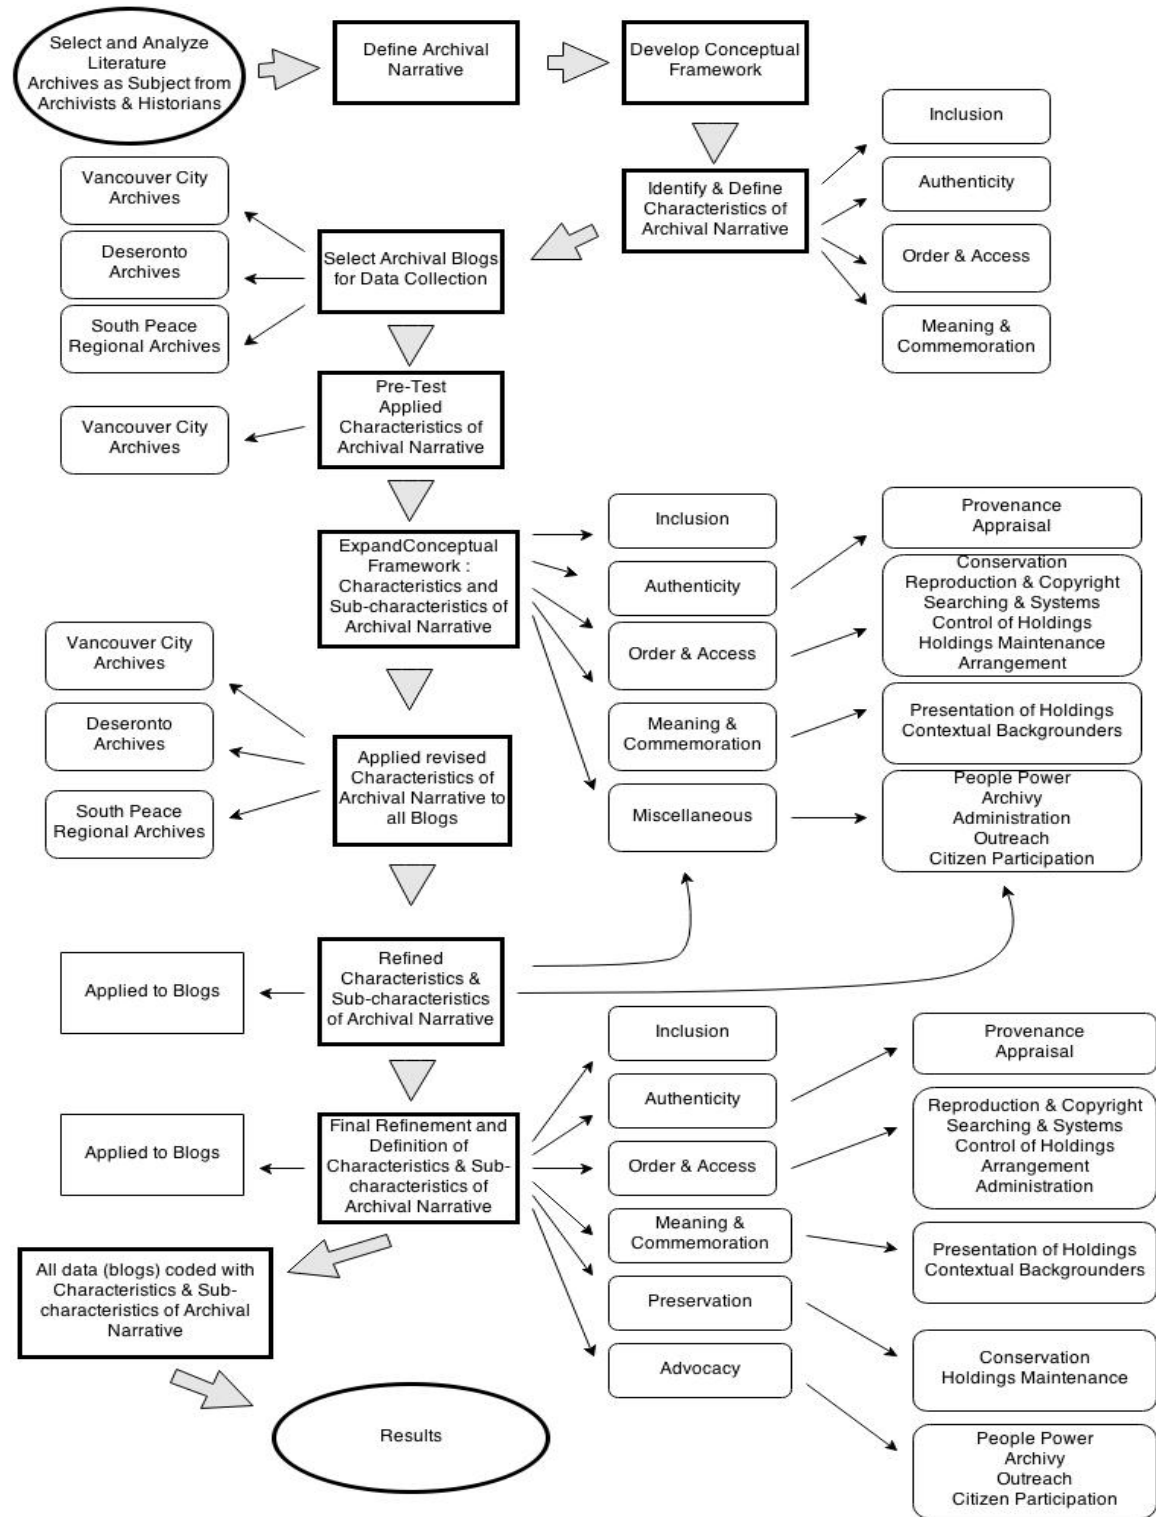 Select and Analyze
Literature
Archives as Subject from
Archivists & Historians
Define Archival
Narrative
Develop Conceptual
Framework
Identify & Define
Characteristics of
Archival Narrative
Inclusion
Authenticity
Order & Access
Meaning &
Commemoration
Select Archival Blogs
for Data Collection
Vancouver City
Archives
Deseronto
Archives
South Peace
Regional Archives
Pre-Test
Applied
Characteristics of
Archival Narrative
Vancouver City
Archives
ExpandConceptual
Framework :
Characteristics and
Sub-characteristics of
Archival Narrative
Inclusion
Authenticity
Order & Access
Meaning &
Commemoration
Miscellaneous
Provenance
Appraisal
Conservation
Reproduction & Copyright
Searching & Systems
Control of Holdings
Holdings Maintenance
Arrangement
Presentation of Holdings
Contextual Backgrounders
People Power
Archivy
Administration
Outreach
Citizen Participation
Applied revised
Characteristics of
Archival Narrative to
all Blogs
Vancouver City
Archives
Deseronto
Archives
South Peace
Regional Archives
Refined
Characteristics &
Sub-characteristics
of Archival Narrative
Applied to Blogs
Final Refinement and
Definition of
Characteristics & Sub-
characteristics of
Archival Narrative
Applied to Blogs
Inclusion
Authenticity
Order & Access
Meaning &
Commemoration
Preservation
Advocacy
Provenance
Appraisal
Reproduction & Copyright
Searching & Systems
Control of Holdings
Arrangement
Administration
Presentation of Holdings
Contextual Backgrounders
Conservation
Holdings Maintenance
People Power
Archivy
Outreach
Citizen Participation
All data (blogs) coded with
Characteristics & Sub-
characteristics of Archival
Narrative
Results